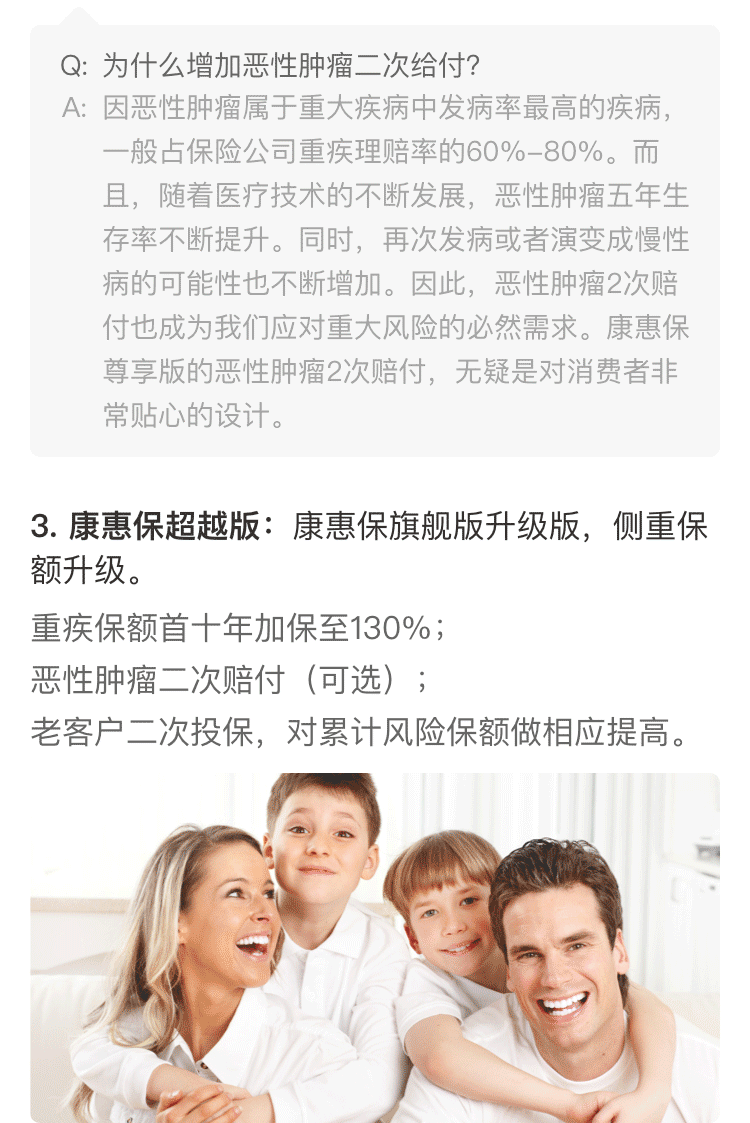 Q: 为什么增加恶性肿瘤二次给付?
A: 因恶性肿瘤属于重大疾病中发病率最高的疾病，
一般占保险公司重疾理赔率的60%-80%。而
且，随着医疗技术的不断发展，恶性肿瘤五年生
存率不断提升。同时，再次发病或者演变成慢性
病的可能性也不断增加。因此，恶性肿瘤2次赔
付也成为我们应对重大风险的必然需求。康惠保
尊享版的恶性肿瘤2次赔付，无疑是对消费者非
常贴心的设计。
3. 康惠保超越版：康惠保旗舰版升级版，侧重保
额升级。
重疾保额首十年加保至130%；
恶性肿瘤二次赔付（可选）；
老客户二次投保，对累计风险保额做相应提高。